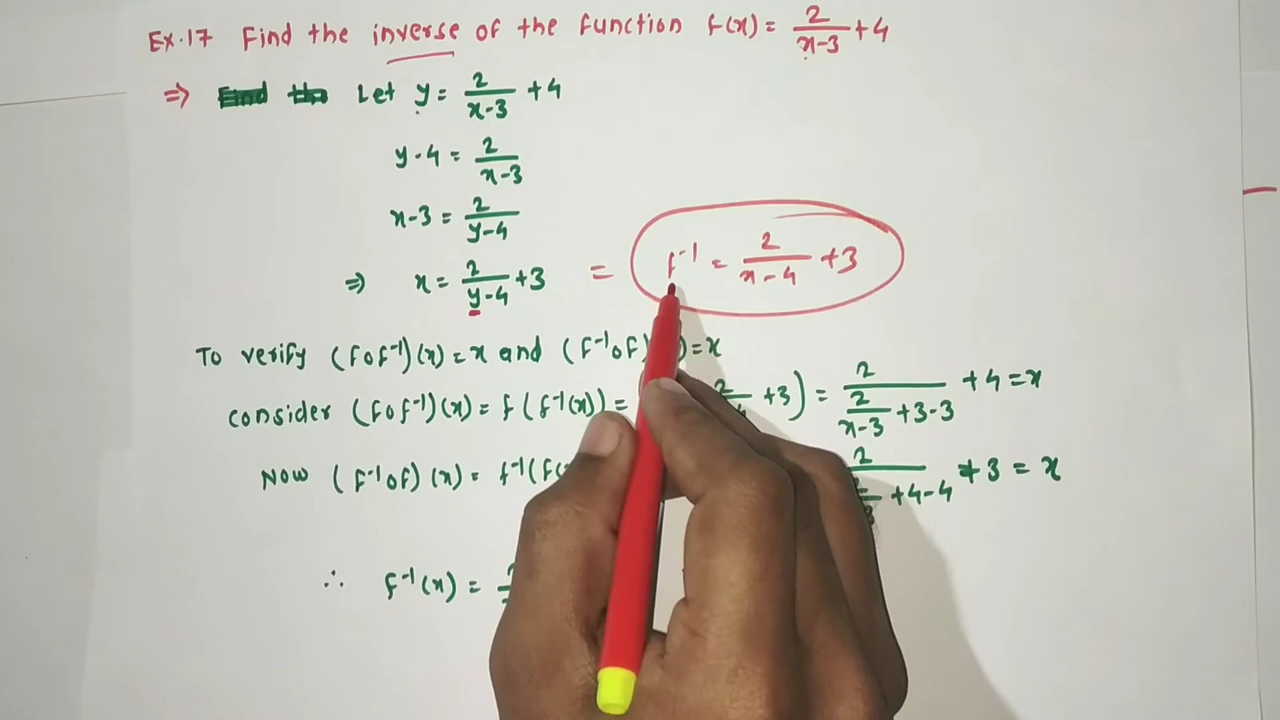 Ex.17 Find the inverse of the function f(x) = 2/(x-3) + 4
⇒ Let y = 2/(x-3) + 4
y - 4 = 2/(x-3)
x - 3 = 2/(y-4)
⇒ x = 2/(y-4) + 3 = f⁻¹ = 2/(x-4) + 3
To verify (f o f⁻¹)(x) = x and (f⁻¹ o f) ) = x
consider (f o f⁻¹)(x) = f(f⁻¹(x)) = + 3) = 2/(2/(x-3) + 3 - 3) + 4 = x
Now (f⁻¹ o f)(x) = f⁻¹(f( 2/( + 4 - 4) + 3 = x
∴ f⁻¹(x) =